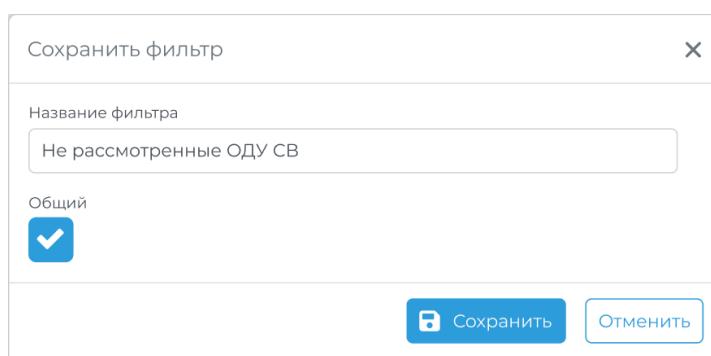 Сохранить фильтр
Название фильтра
Не рассмотренные ОДУ СВ
Общий
Сохранить Отменить